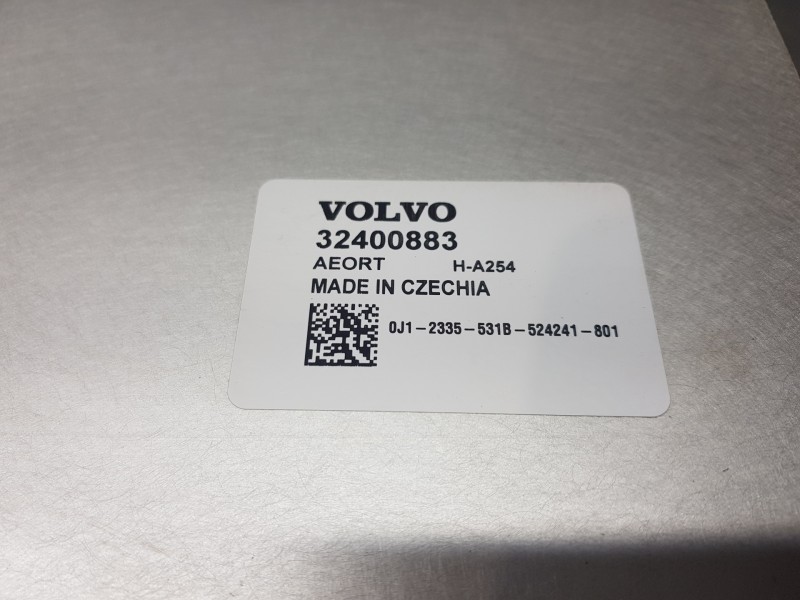 VOLVO
32400883
AEORT H-A254
MADE IN CZECHIA
0J1-2335-531B-524241-801